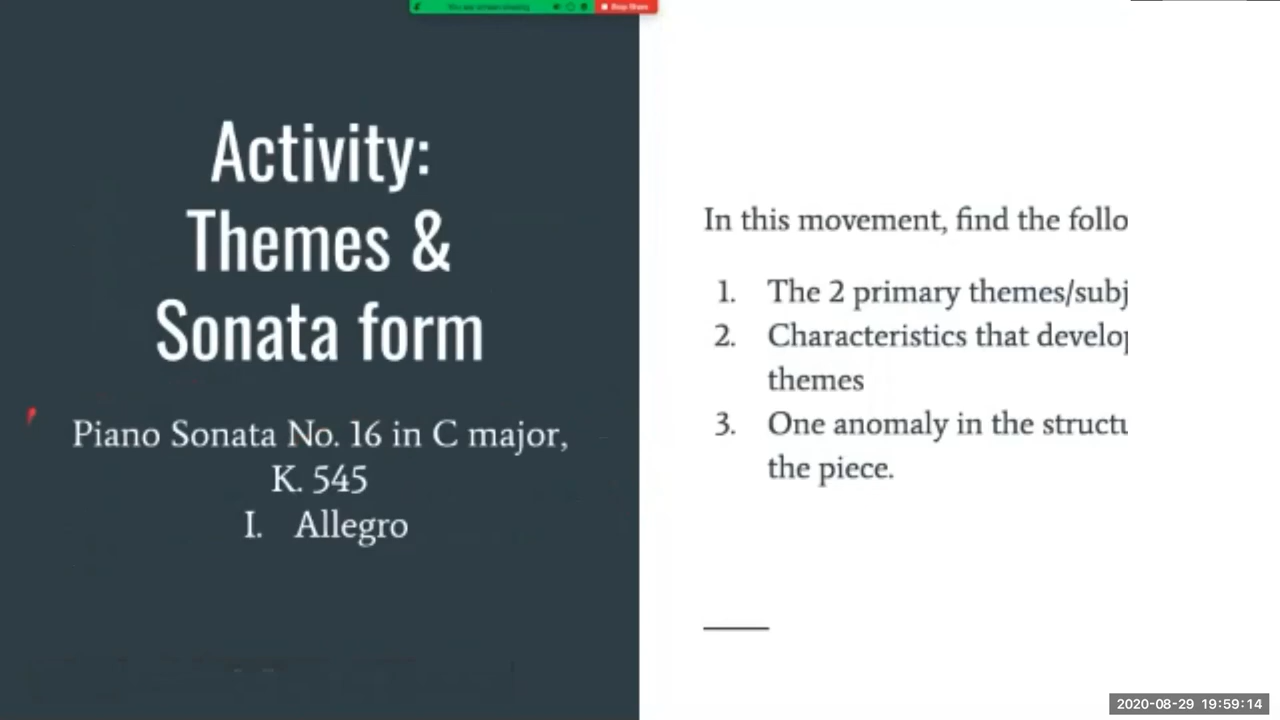 Stop Share
Activity:
Themes &
Sonata form
Piano Sonata No. 16 in C major,
K. 545
I. Allegro
In this movement, find the follo
1. The 2 primary themes/subj
2. Characteristics that develop
themes
3. One anomaly in the structu
the piece.
2020-08-29 19:59:14